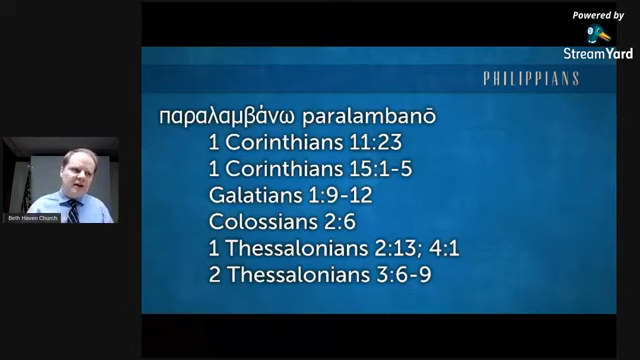 Powered by
StreamYard
PHILIPPIANS
παραλαμβάνω paralambanō
1 Corinthians 11:23
1 Corinthians 15:1-5
Galatians 1:9-12
Colossians 2:6
1 Thessalonians 2:13; 4:1
2 Thessalonians 3:6-9
Beth Haven Church